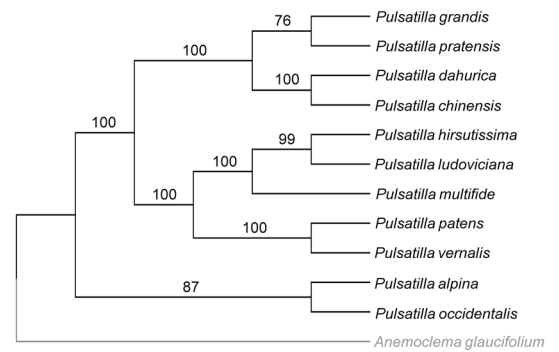 76
Pulsatilla grandis
Pulsatilla pratensis
100
100
Pulsatilla dahurica
Pulsatilla chinensis
100
99
Pulsatilla hirsutissima
100
Pulsatilla ludoviciana
100
Pulsatilla multifide
100
Pulsatilla patens
Pulsatilla vernalis
87
Pulsatilla alpina
Pulsatilla occidentalis
Anemoclema glaucifolium